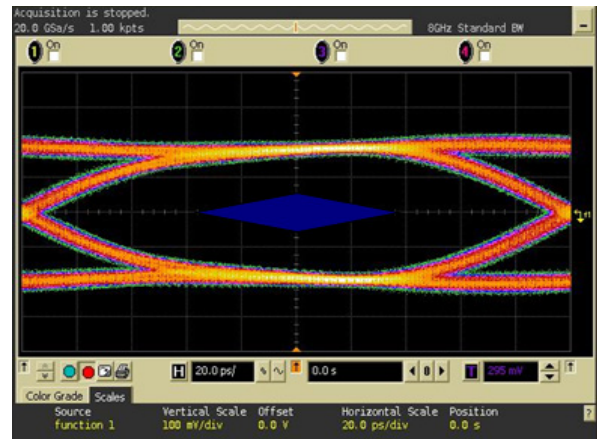 Acquisition is stopped.
20.0 GSa/s 1.00 kpts 8GHz Standard BW
1 On 2 On 3 On 4 On
H 20.0 ps/ 0.0 s 0 T 295 mV
Color Grade Scales
Source Vertical Scale Offset Horizontal Scale Position
function 1 100 mV/div 0.0 V 20.0 ps/div 0.0 s
?